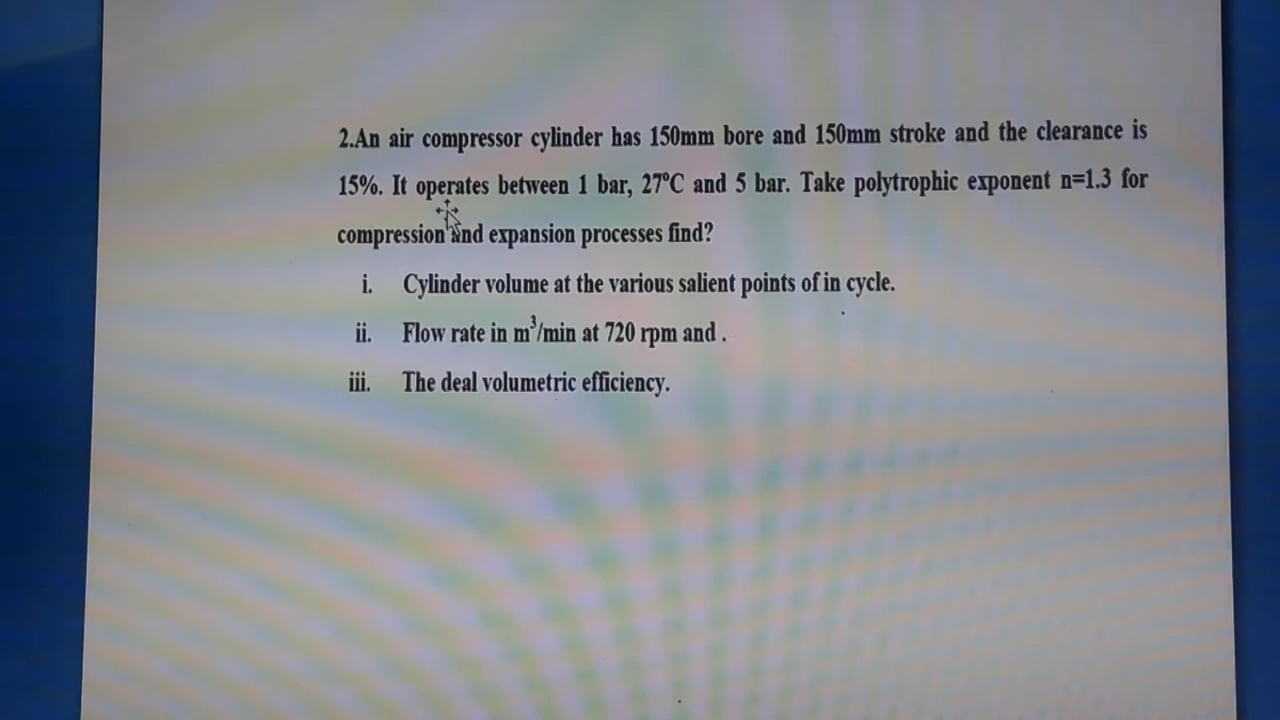 2.An air compressor cylinder has 150mm bore and 150mm stroke and the clearance is
15%. It operates between 1 bar, 27ºC and 5 bar. Take polytrophic exponent n=1.3 for
compression and expansion processes find?
i. Cylinder volume at the various salient points of in cycle.
ii. Flow rate in m³/min at 720 rpm and .
iii. The deal volumetric efficiency.